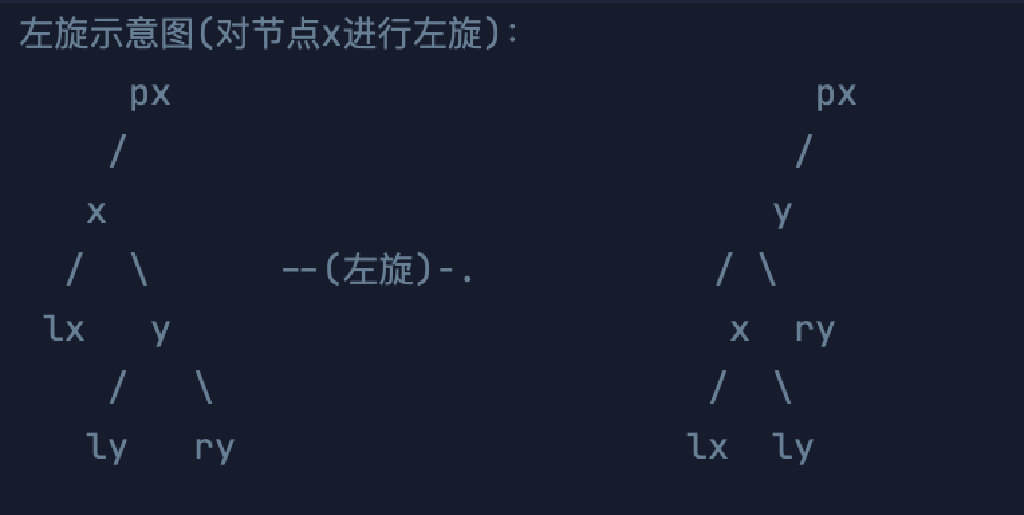 左旋示意图(对节点x进行左旋):
      px                              px
     /                               /
    x                               y
   /  \      --(左旋)-.            / \
  lx   y                          x  ry
     /   \                       /  \
    ly   ry                     lx  ly